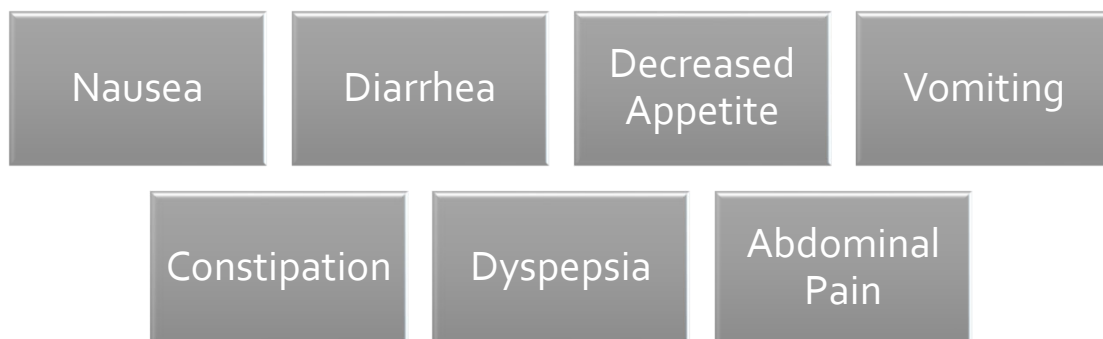 Nausea
Diarrhea
Decreased
Appetite
Vomiting
Constipation
Dyspepsia
Abdominal
Pain